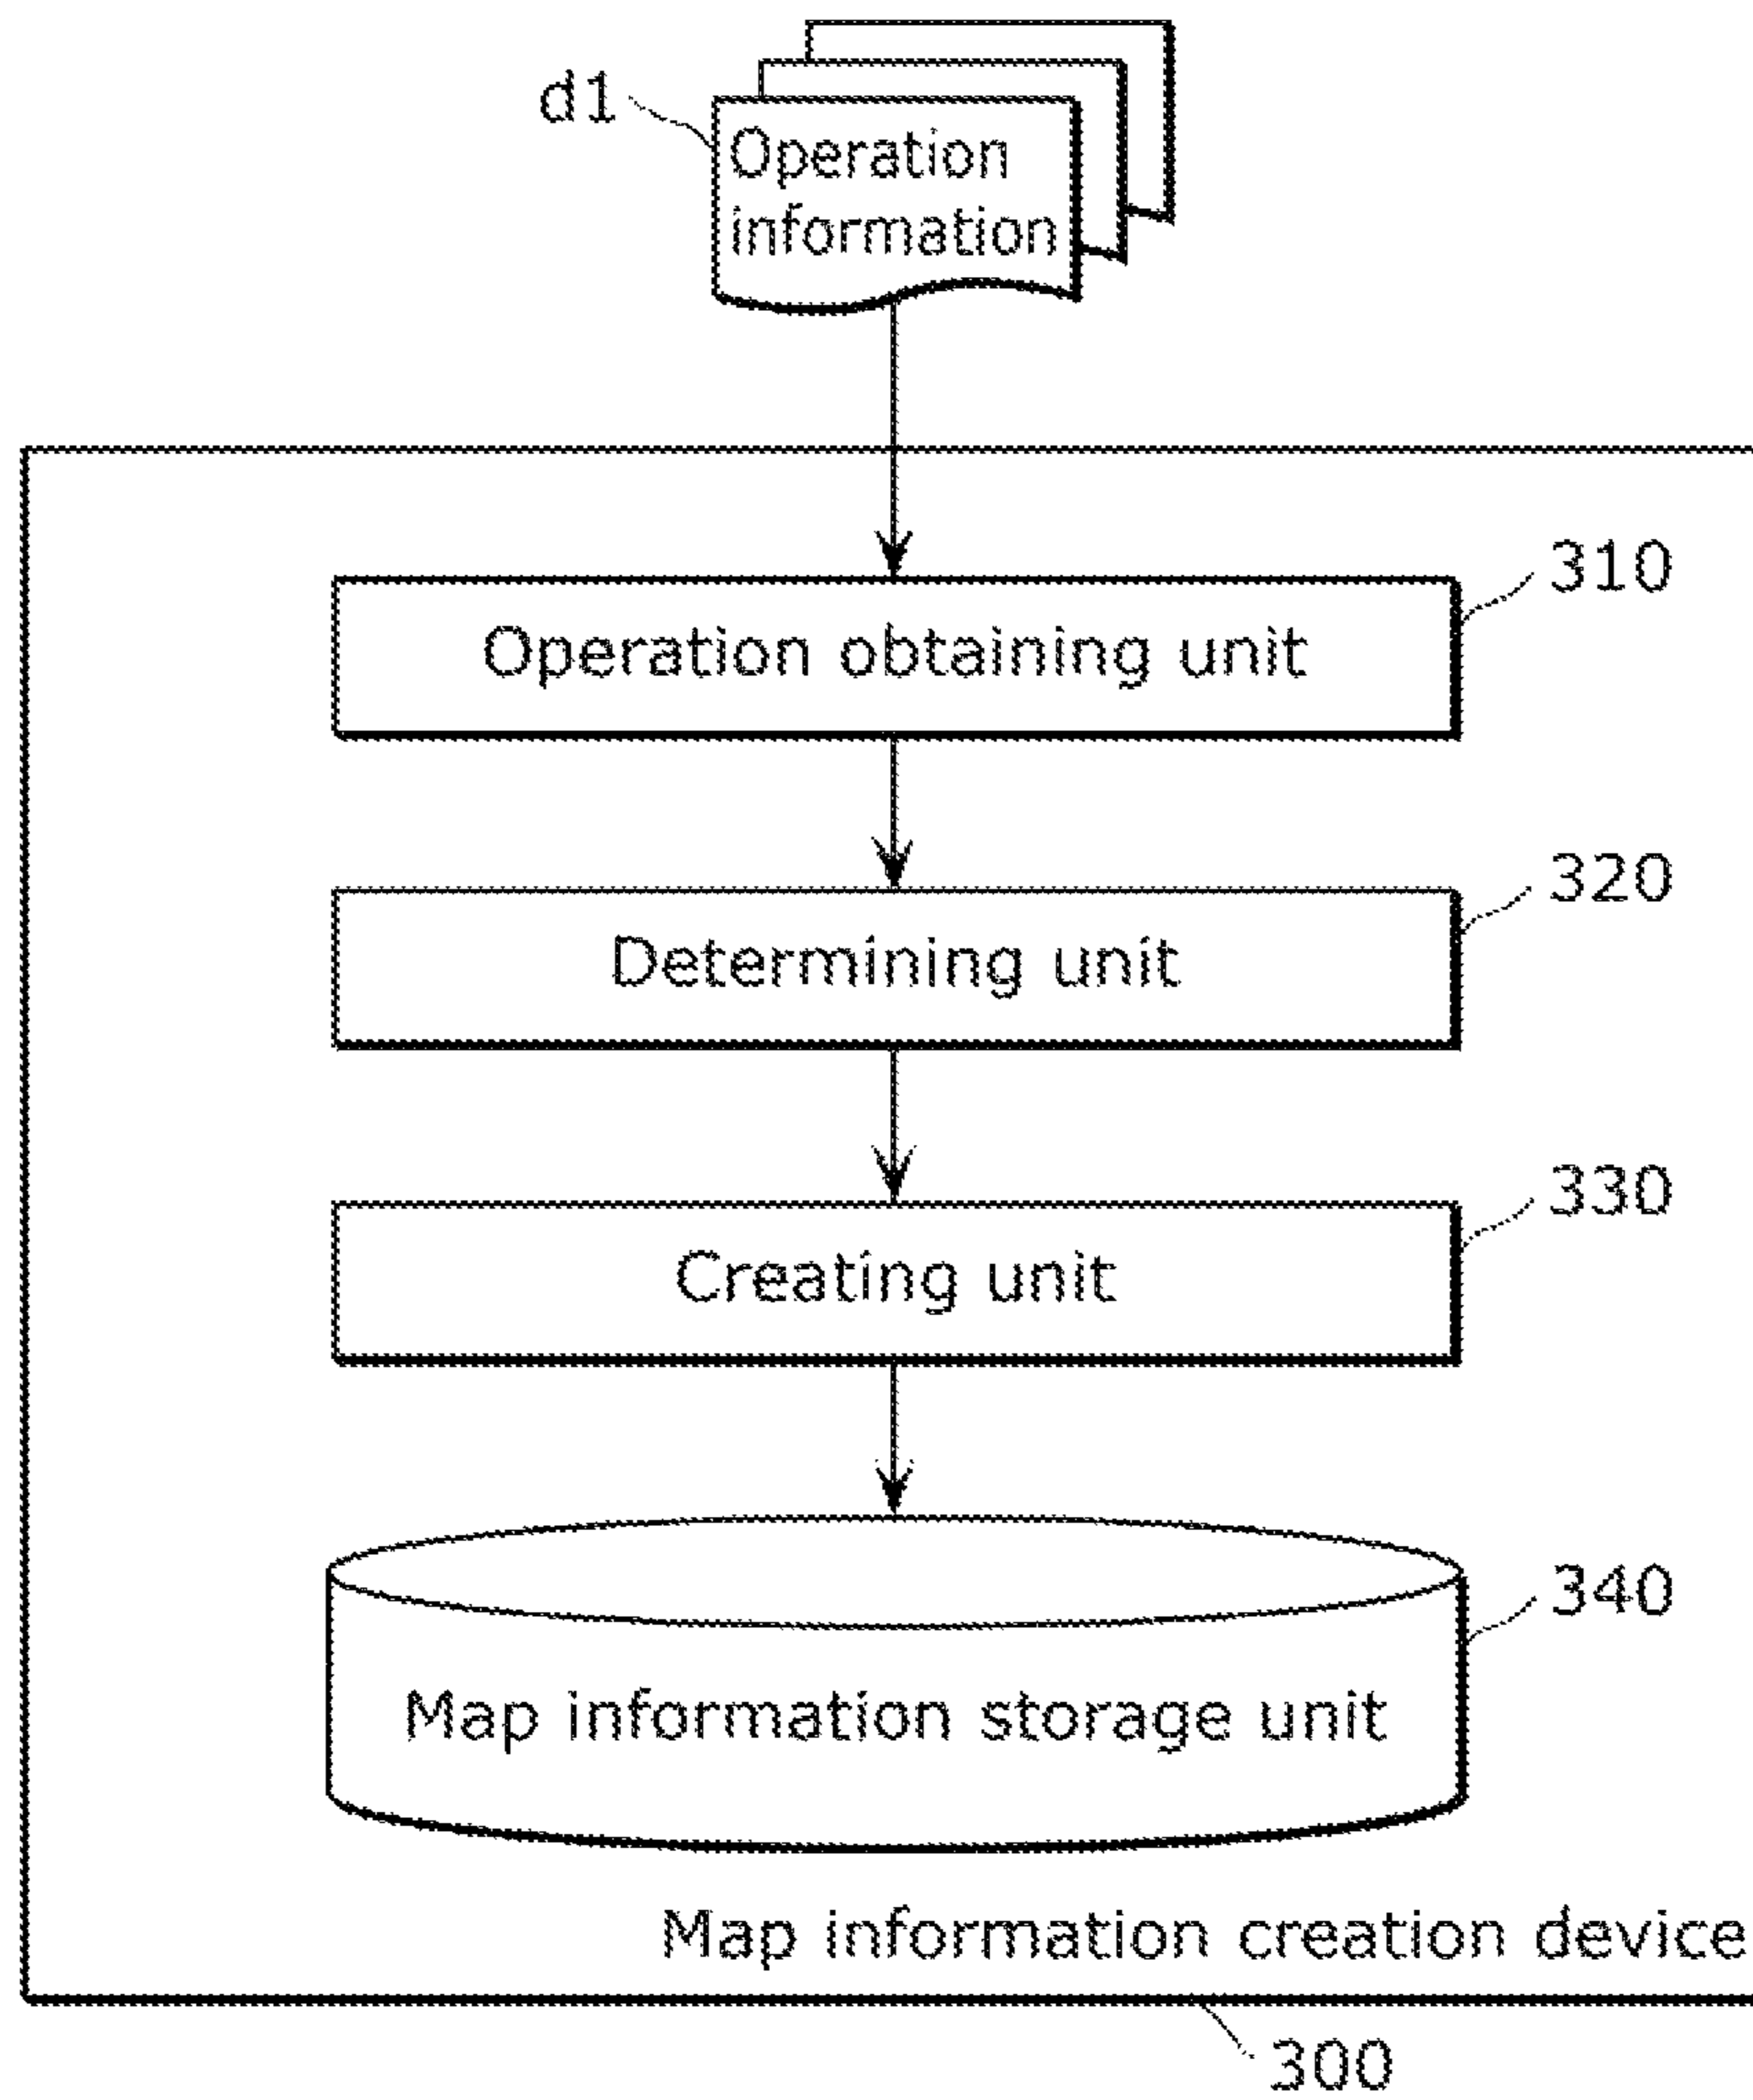 d1
Operation
information
310
Operation obtaining unit
320
Determining unit
330
Creating unit
340
Map information storage unit
Map information creation device
300